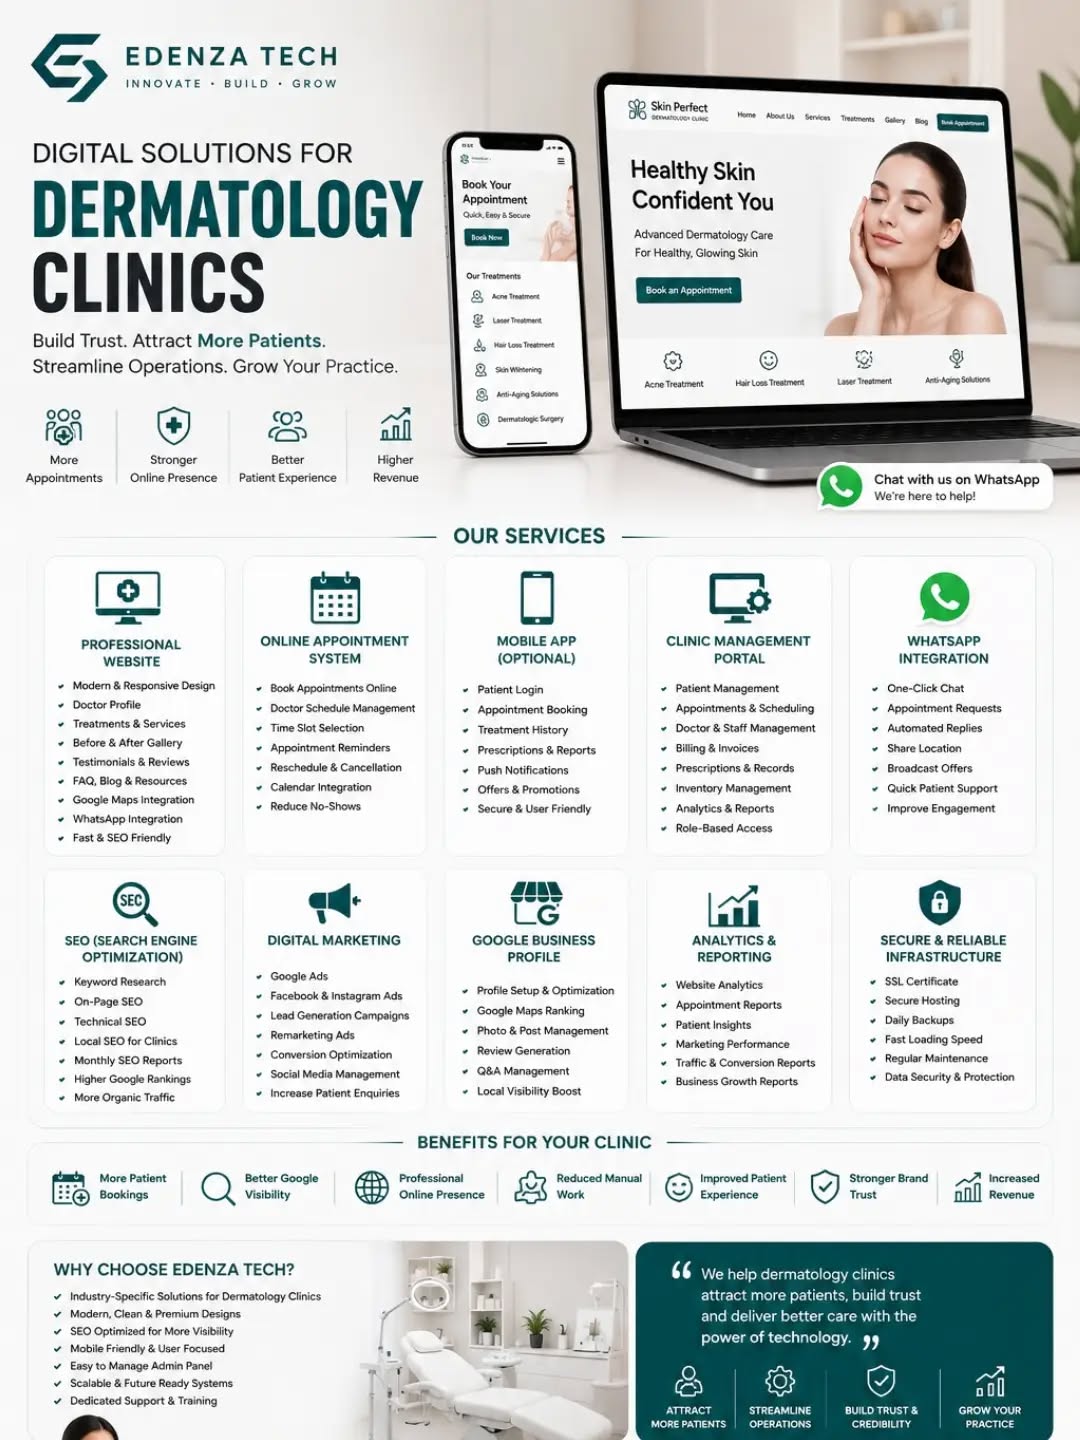 EDENZA TECH
INNOVATE · BUILD · GROW
DIGITAL SOLUTIONS FOR
DERMATOLOGY
CLINICS
Build Trust. Attract More Patients.
Streamline Operations. Grow Your Practice.
More
Appointments
Stronger
Online Presence
Better
Patient Experience
Higher
Revenue
Book Your
Appointment
Quick, Easy & Secure
Book Now
Our Treatments
Acne Treatment
Laser Treatment
Hair Loss Treatment
Skin Wihtening
Anti-Aging Solutions
Dermatologic Surgery
Skin Perfect
DERMATOLOGY CLINIC
Home About Us Services Treatments Gallery Blog Book Appointment
Healthy Skin
Confident You
Advanced Dermatology Care
For Healthy, Glowing Skin
Book an Appointment
Acne Treatment
Hair Loss Treatment
Laser Treatment
Anti-Aging Solutions
Chat with us on WhatsApp
We're here to help!
OUR SERVICES
PROFESSIONAL
WEBSITE
Modern & Responsive Design
Doctor Profile
Treatments & Services
Before & After Gallery
Testimonials & Reviews
FAQ, Blog & Resources
Google Maps Integration
WhatsApp Integration
Fast & SEO Friendly
ONLINE APPOINTMENT
SYSTEM
Book Appointments Online
Doctor Schedule Management
Time Slot Selection
Appointment Reminders
Reschedule & Cancellation
Calendar Integration
Reduce No-Shows
MOBILE APP
(OPTIONAL)
Patient Login
Appointment Booking
Treatment History
Prescriptions & Reports
Push Notifications
Offers & Promotions
Secure & User Friendly
CLINIC MANAGEMENT
PORTAL
Patient Management
Appointments & Scheduling
Doctor & Staff Management
Billing & Invoices
Prescriptions & Records
Inventory Management
Analytics & Reports
Role-Based Access
WHATSAPP
INTEGRATION
One-Click Chat
Appointment Requests
Automated Replies
Share Location
Broadcast Offers
Quick Patient Support
Improve Engagement
SEC
SEO (SEARCH ENGINE
OPTIMIZATION)
Keyword Research
On-Page SEO
Technical SEO
Local SEO for Clinics
Monthly SEO Reports
Higher Google Rankings
More Organic Traffic
DIGITAL MARKETING
Google Ads
Facebook & Instagram Ads
Lead Generation Campaigns
Remarketing Ads
Conversion Optimization
Social Media Management
Increase Patient Enquiries
G
GOOGLE BUSINESS
PROFILE
Profile Setup & Optimization
Google Maps Ranking
Photo & Post Management
Review Generation
Q&A Management
Local Visibility Boost
ANALYTICS &
REPORTING
Website Analytics
Appointment Reports
Patient Insights
Marketing Performance
Traffic & Conversion Reports
Business Growth Reports
SECURE & RELIABLE
INFRASTRUCTURE
SSL Certificate
Secure Hosting
Daily Backups
Fast Loading Speed
Regular Maintenance
Data Security & Protection
BENEFITS FOR YOUR CLINIC
More Patient
Bookings
Better Google
Visibility
Professional
Online Presence
Reduced Manual
Work
Improved Patient
Experience
Stronger Brand
Trust
Increased
Revenue
WHY CHOOSE EDENZA TECH?
Industry-Specific Solutions for Dermatology Clinics
Modern, Clean & Premium Designs
SEO Optimized for More Visibility
Mobile Friendly & User Focused
Easy to Manage Admin Panel
Scalable & Future Ready Systems
Dedicated Support & Training
“ We help dermatology clinics
attract more patients, build trust
and deliver better care with the
power of technology. ”
ATTRACT
MORE PATIENTS
STREAMLINE
OPERATIONS
BUILD TRUST &
CREDIBILITY
GROW YOUR
PRACTICE